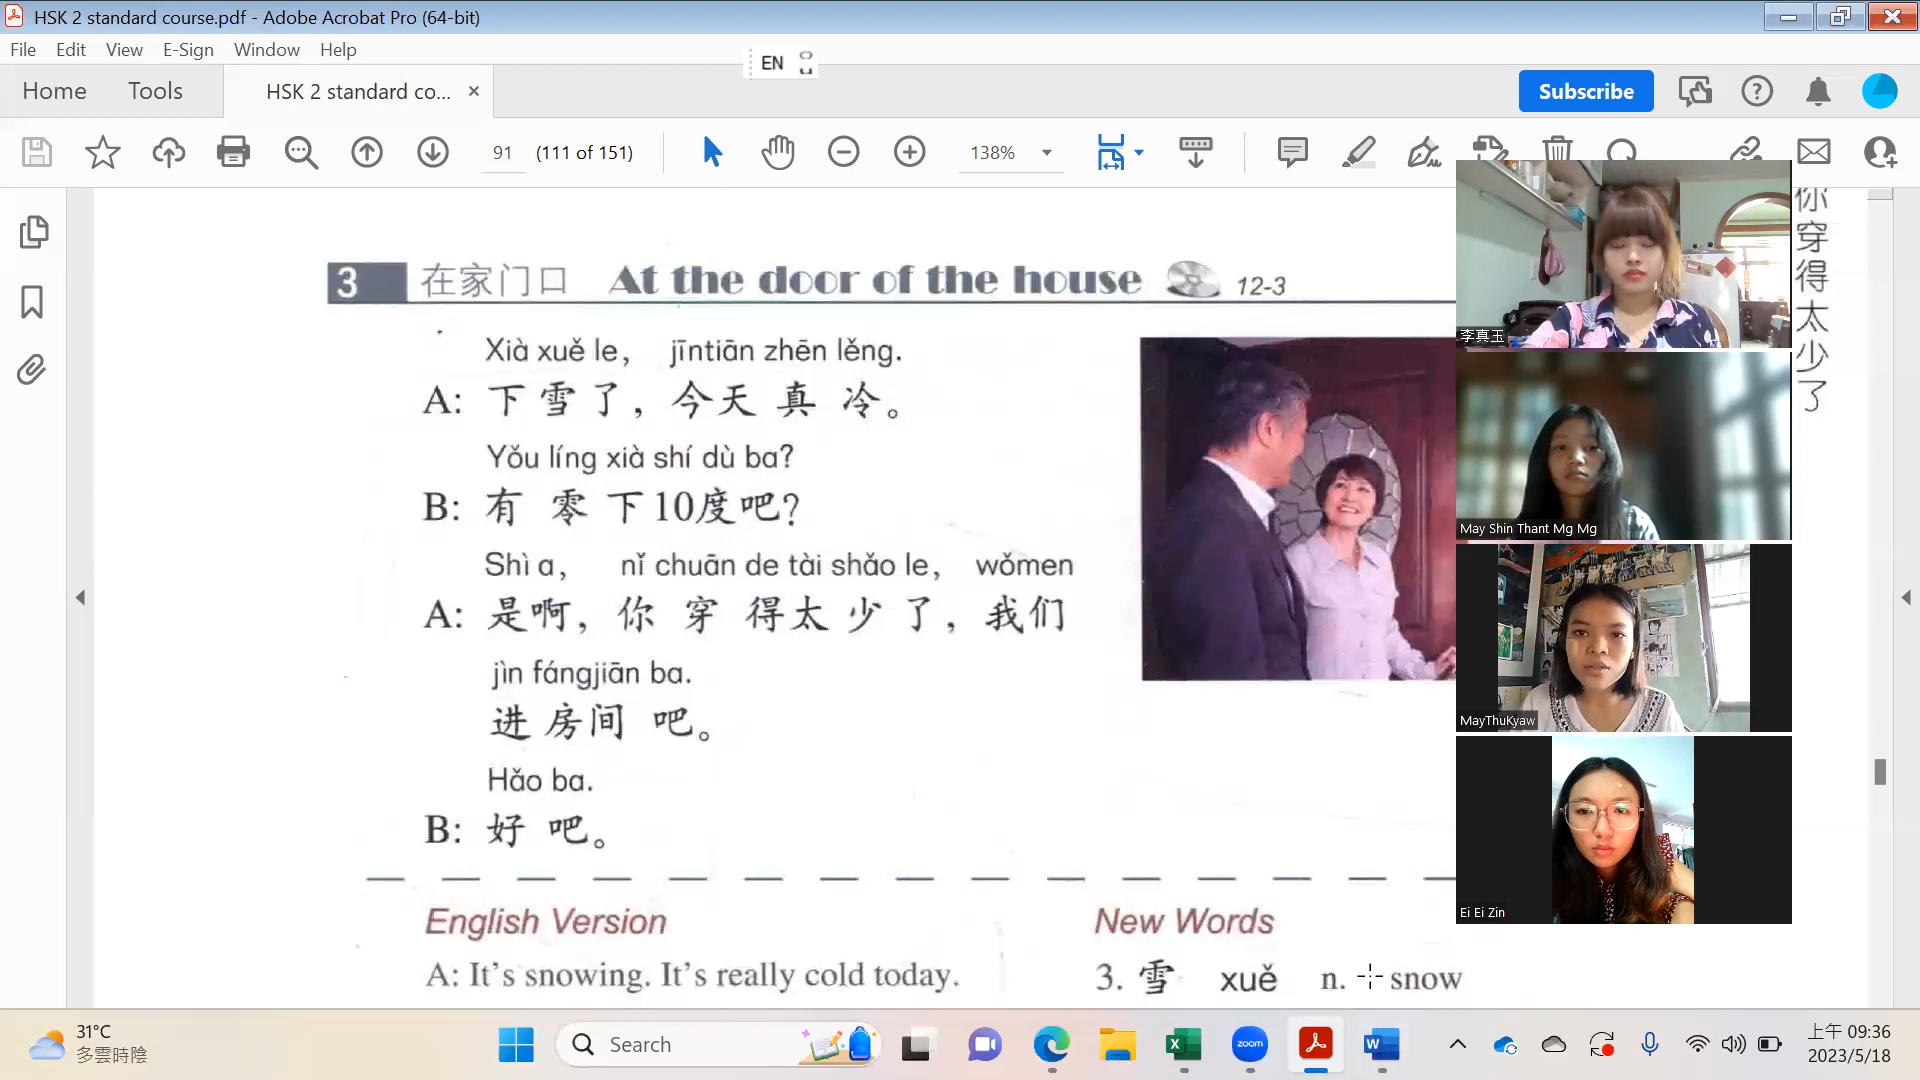 HSK 2 standard course.pdf - Adobe Acrobat Pro (64-bit)
File Edit View E-Sign Window Help
EN
Home Tools HSK 2 standard co... Subscribe
91 (111 of 151) 138%
你穿得太少了
3 在家门口 At the door of the house 12-3
Xià xuě le, jīntiān zhēn lěng.
A: 下雪了，今天真冷。
Yǒu líng xià shí dù ba?
B: 有零下10度吧？
Shì a, nǐ chuān de tài shǎo le, wǒmen
A: 是啊，你穿得太少了，我们
jìn fángjiān ba.
进房间吧。
Hǎo ba.
B: 好吧。
English Version
A: It's snowing. It's really cold today.
New Words
3. 雪 xuě n. snow
李真玉
May Shin Thant Mg Mg
MayThuKyaw
Ei Ei Zin
31°C
多雲時陰
Search
zoom
上午 09:36
2023/5/18